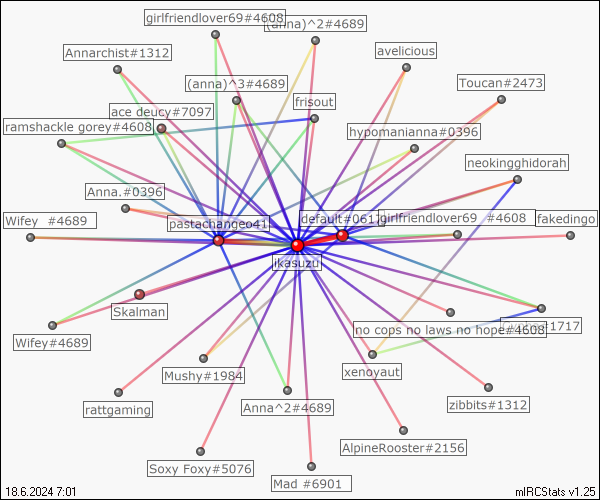 girlfriendlover69#4608
(anna)^2#4689
Annarchist#1312
avelicious
(anna)^3#4689
Toucan#2473
frisout
ace deucy#7097
ramshackle gorey#4608
hypomanianna#0396
neokingghidorah
Anna.#0396
Wifey #4689
pastachangeo41
default#0617
girlfriendlover69 #4608
fakedingo
ikasuzu
Skalman
no cops no laws no hope#4608
#1717
Wifey#4689
Mushy#1984
xenoyaut
rattgaming
Anna^2#4689
zibbits#1312
AlpineRooster#2156
Soxy Foxy#5076
Mad #6901
18.6.2024 7:01
mIRCStats v1.25